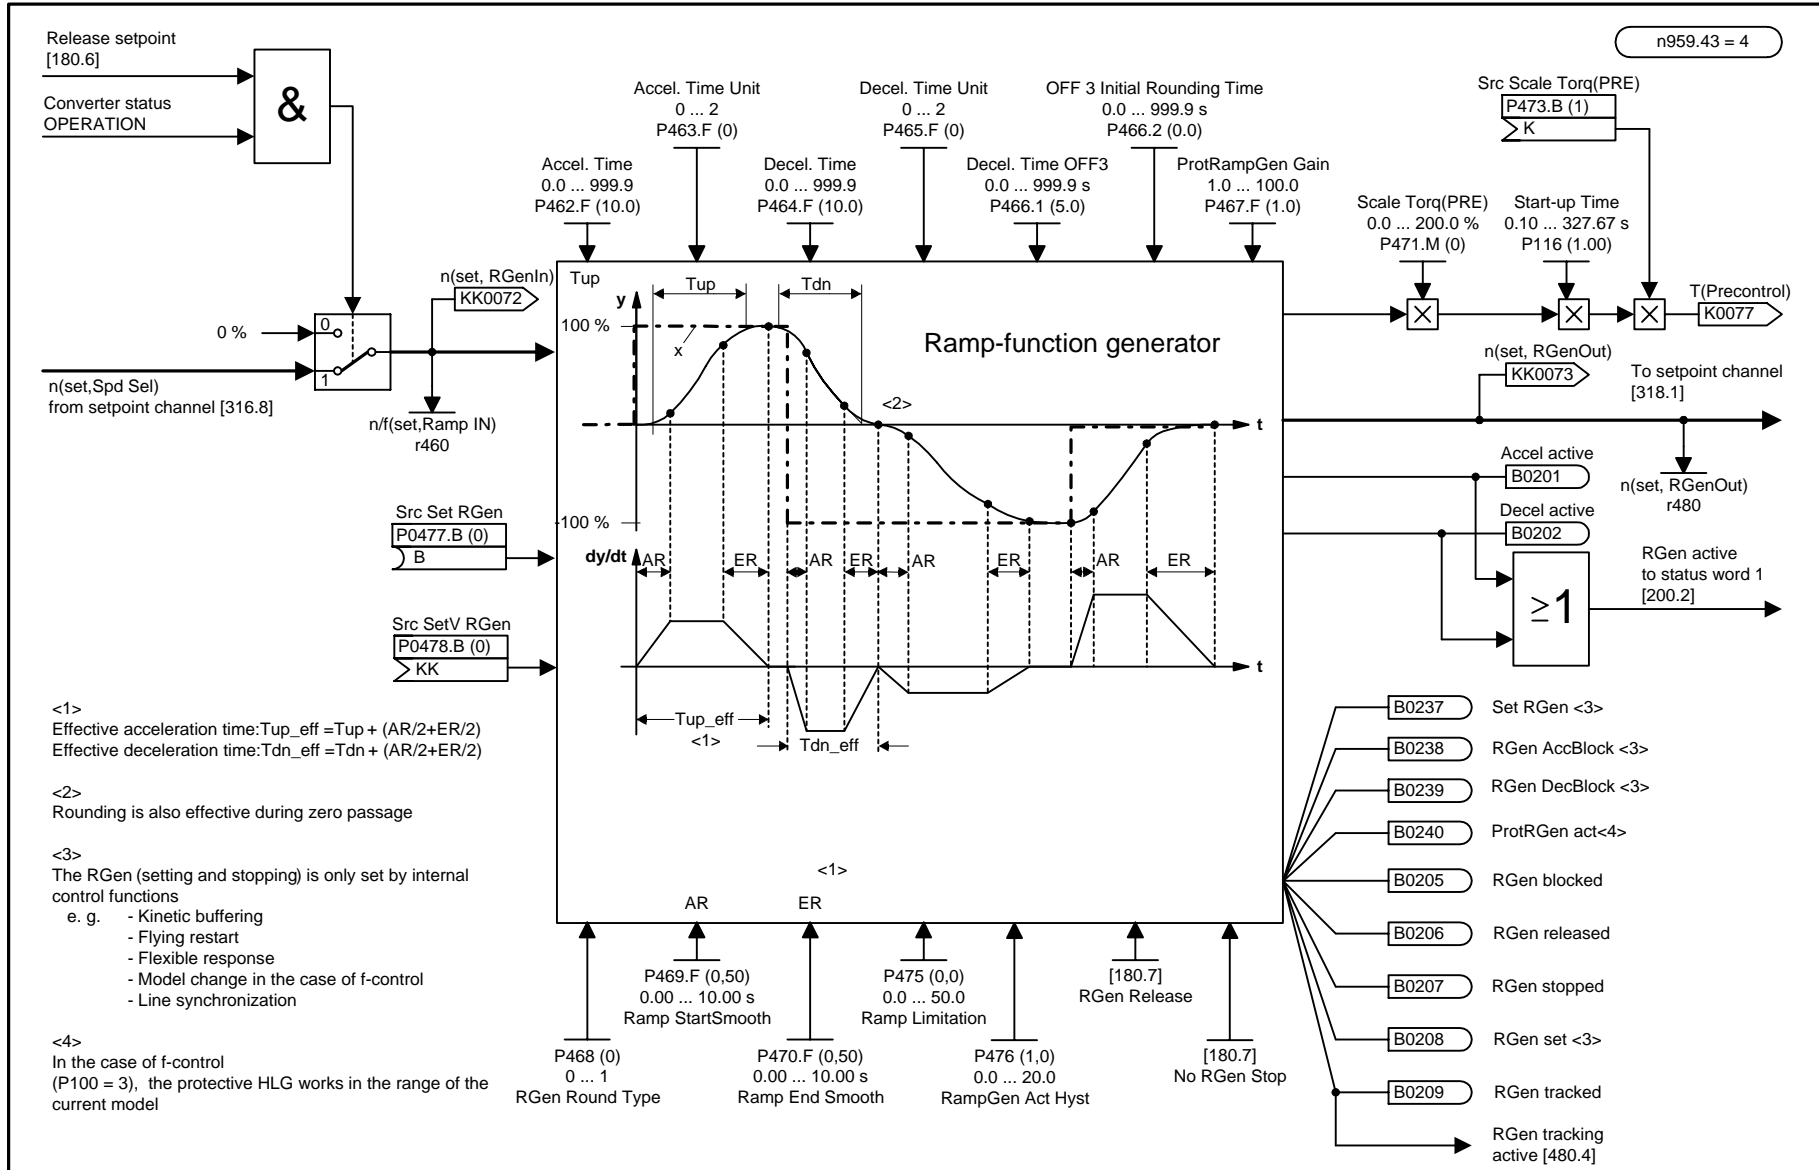 Release setpoint
[180.6]
Converter status
OPERATION
&
n959.43 = 4
Accel. Time Unit
0 ... 2
P463.F (0)
Decel. Time Unit
0 ... 2
P465.F (0)
OFF 3 Initial Rounding Time
0.0 ... 999.9 s
P466.2 (0.0)
Src Scale Torq(PRE)
P473.B (1)
K
Accel. Time
0.0 ... 999.9
P462.F (10.0)
Decel. Time
0.0 ... 999.9
P464.F (10.0)
Decel. Time OFF3
0.0 ... 999.9 s
P466.1 (5.0)
ProtRampGen Gain
1.0 ... 100.0
P467.F (1.0)
Scale Torq(PRE)
0.0 ... 200.0 %
P471.M (0)
Start-up Time
0.10 ... 327.67 s
P116 (1.00)
n(set, RGenIn)
KK0072
0 %
0
1
n(set,Spd Sel)
from setpoint channel [316.8]
n/f(set,Ramp IN)
r460
Tup
y
Tup
Tdn
100 %
x
Ramp-function generator
<2>
t
-100 %
dy/dt
AR
ER
AR
ER
AR
ER
AR
ER
t
Tup_eff
<1>
Tdn_eff
T(Precontrol)
K0077
n(set, RGenOut)
KK0073
To setpoint channel
[318.1]
Accel active
B0201
n(set, RGenOut)
r480
Decel active
B0202
≥1
RGen active
to status word 1
[200.2]
Src Set RGen
P0477.B (0)
B
Src SetV RGen
P0478.B (0)
KK
<1>
Effective acceleration time:Tup_eff =Tup + (AR/2+ER/2)
Effective deceleration time:Tdn_eff =Tdn + (AR/2+ER/2)
<2>
Rounding is also effective during zero passage
<3>
The RGen (setting and stopping) is only set by internal
control functions
e. g. - Kinetic buffering
- Flying restart
- Flexible response
- Model change in the case of f-control
- Line synchronization
<4>
In the case of f-control
(P100 = 3), the protective HLG works in the range of the
current model
<1>
AR
ER
P469.F (0,50)
0.00 ... 10.00 s
Ramp StartSmooth
P475 (0,0)
0.0 ... 50.0
Ramp Limitation
[180.7]
RGen Release
P468 (0)
0 ... 1
RGen Round Type
P470.F (0,50)
0.00 ... 10.00 s
Ramp End Smooth
P476 (1,0)
0.0 ... 20.0
RampGen Act Hyst
[180.7]
No RGen Stop
B0237 Set RGen <3>
B0238 RGen AccBlock <3>
B0239 RGen DecBlock <3>
B0240 ProtRGen act<4>
B0205 RGen blocked
B0206 RGen released
B0207 RGen stopped
B0208 RGen set <3>
B0209 RGen tracked
RGen tracking
active [480.4]